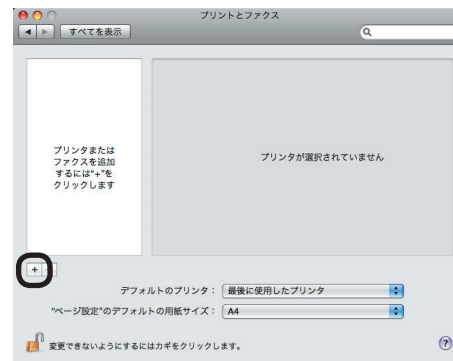 プリントとファクス
すべてを表示
プリンタまたは
ファクスを追加
するには"+"を
クリックします
プリンタが選択されていません
+
デフォルトのプリンタ： 最後に使用したプリンタ
"ページ設定"のデフォルトの用紙サイズ： A4
変更できないようにするにはカギをクリックします。
?